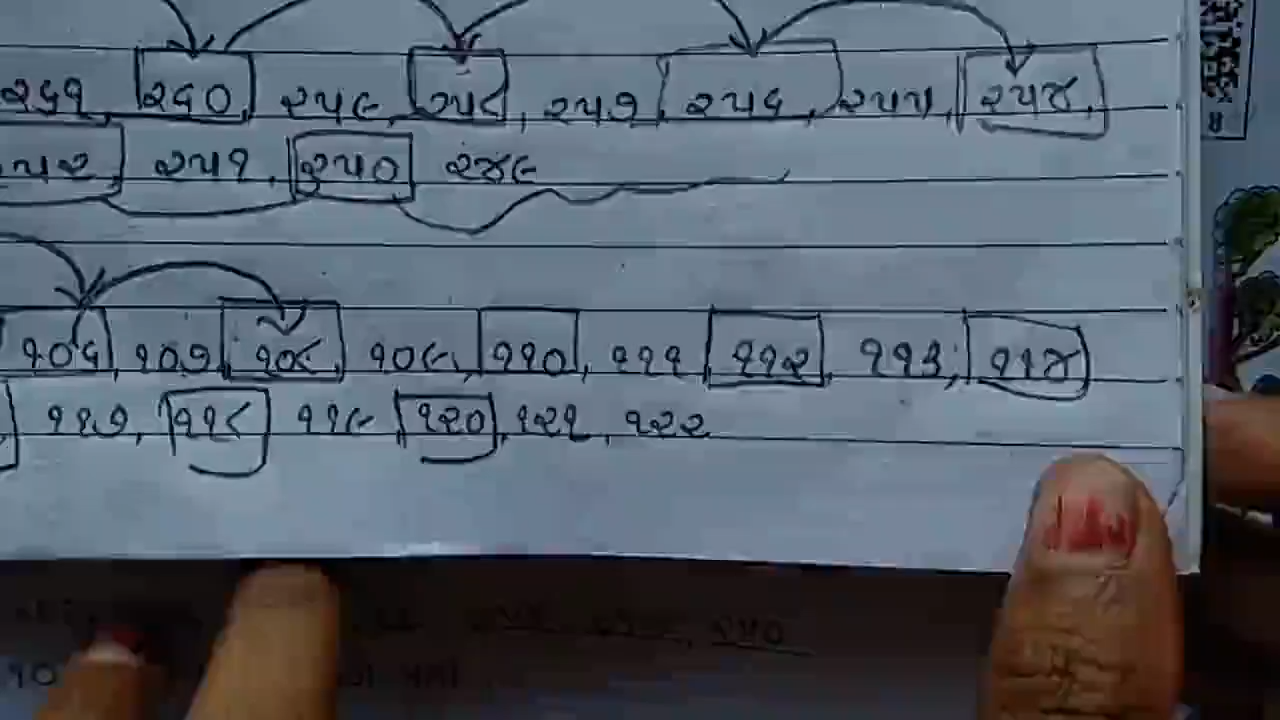 ૨૬૧, ૨૬૦, ૨૫૯, ૨૫૮, ૨૫૭, ૨૫૬, ૨૫૫, ૨૫૪,
૫૨, ૨૫૧, ૨૫૦ ૨૪૯
૧૦૬, ૧૦૭, ૧૦૮, ૧૦૯, ૧૧૦, ૧૧૧, ૧૧૨, ૧૧૩, ૧૧૪
૧૧૭, ૧૧૮ ૧૧૯, ૧૨૦, ૧૨૧, ૧૨૨